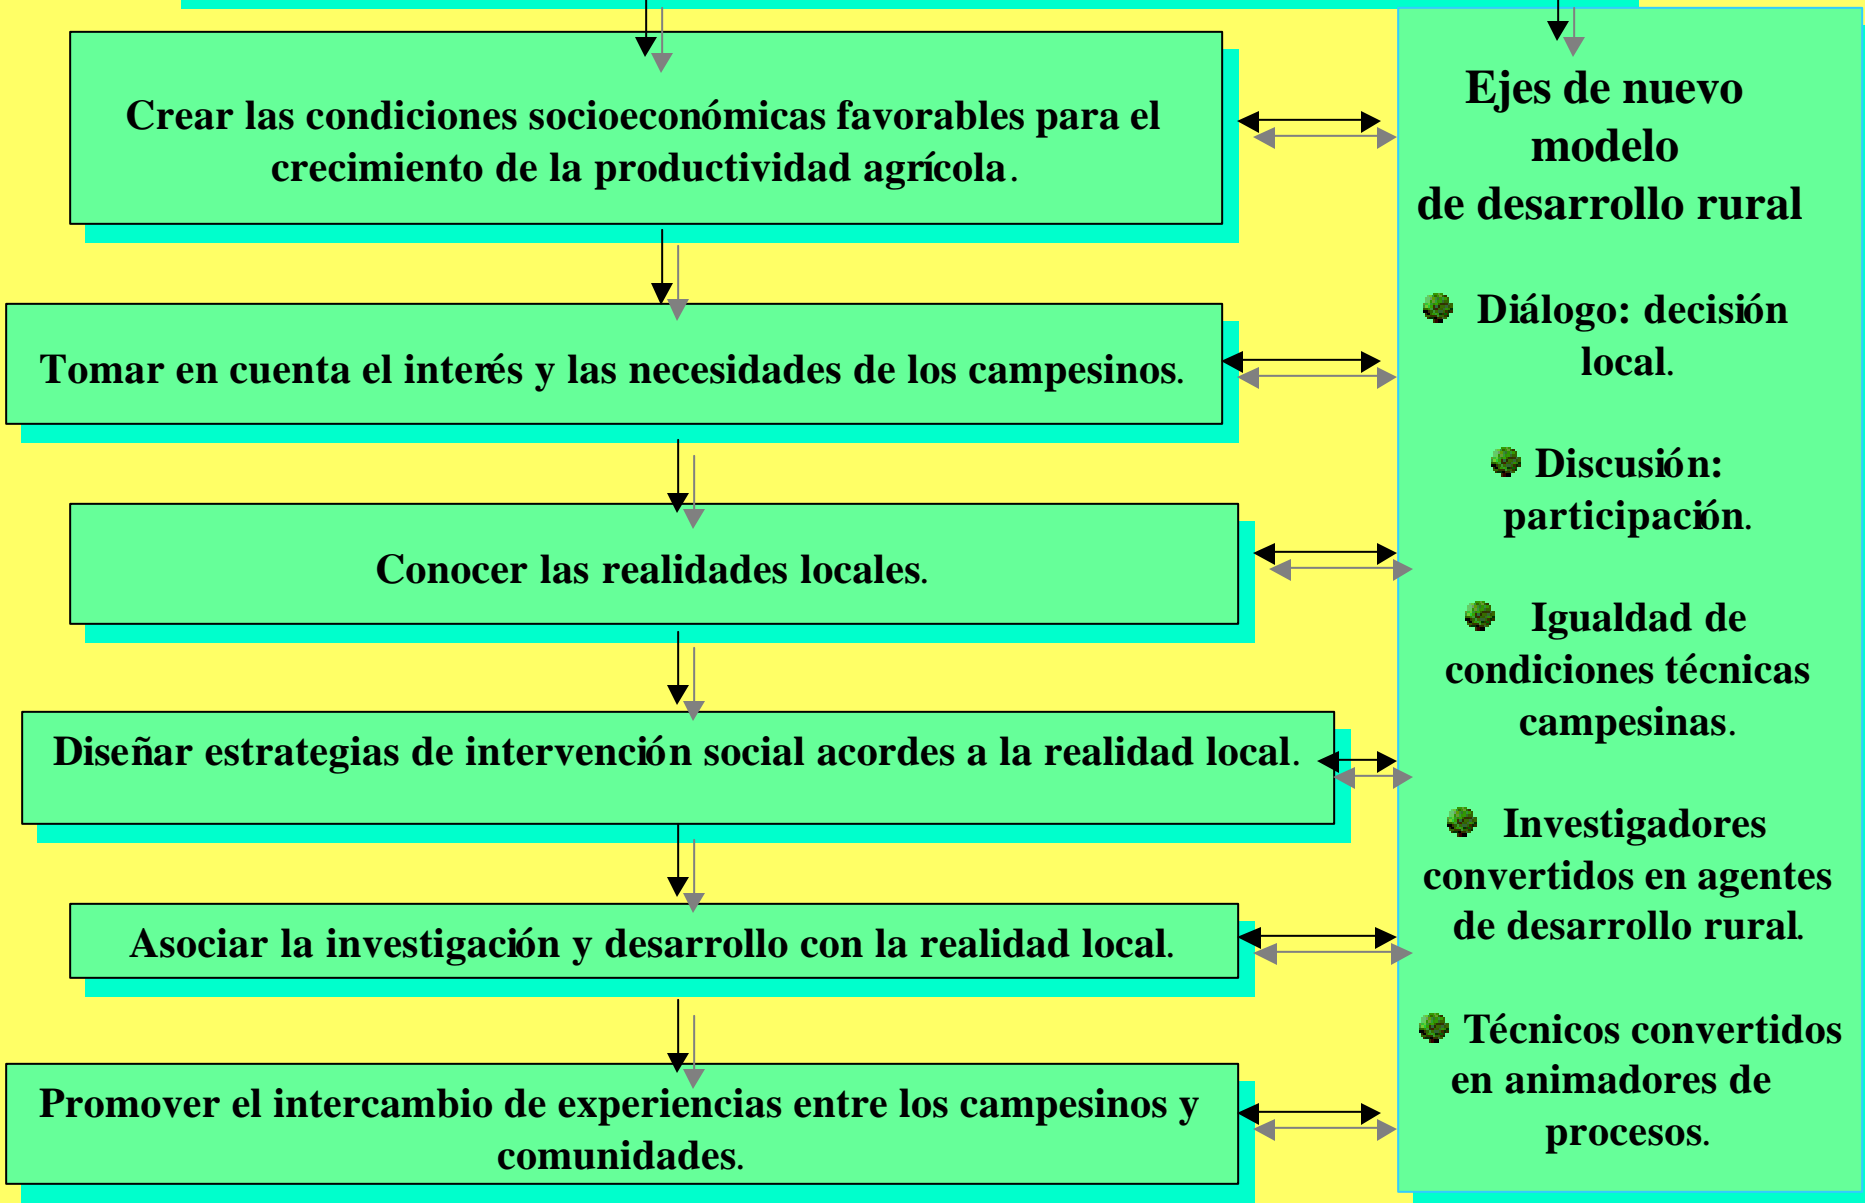 Crear las condiciones socioeconómicas favorables para el
crecimiento de la productividad agrícola.
Tomar en cuenta el interés y las necesidades de los campesinos.
Conocer las realidades locales.
Diseñar estrategias de intervención social acordes a la realidad local.
Asociar la investigación y desarrollo con la realidad local.
Promover el intercambio de experiencias entre los campesinos y
comunidades.
Ejes de nuevo
modelo
de desarrollo rural
Diálogo: decisión
local.
Discusión:
participación.
Igualdad de
condiciones técnicas
campesinas.
Investigadores
convertidos en agentes
de desarrollo rural.
Técnicos convertidos
en animadores de
procesos.